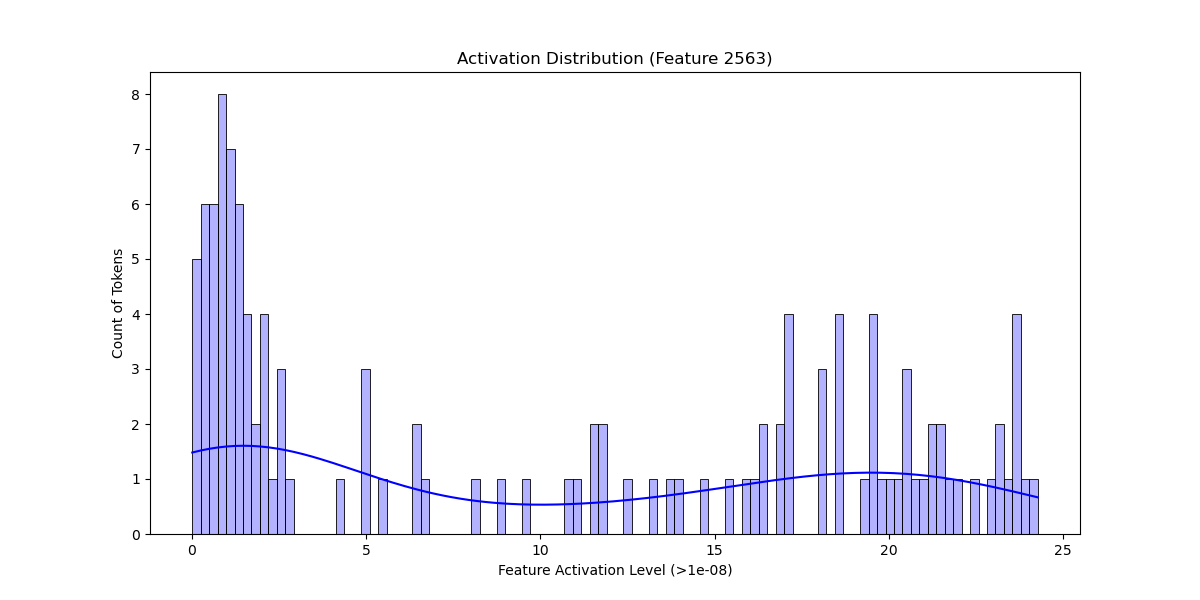 Activation Distribution (Feature 2563)
8
7
6
5
4
3
2
1
0
Count of Tokens
0 5 10 15 20 25
Feature Activation Level (>1e-08)